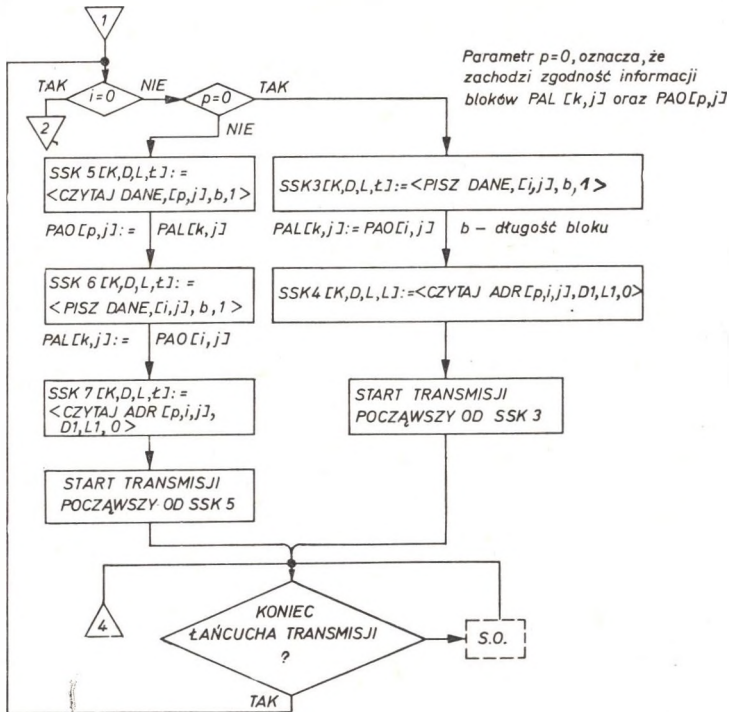 1
Parametr p=0, oznacza, że
zachodzi zgodność informacji
bloków PAL [k,j] oraz PAO[p,j]
TAK
i=0
NIE
p=0
TAK
2
NIE
SSK 5 [K,D,L,Ł]:=
<CZYTAJ DANE,[p,j],b,1>
SSK3[K,D,L,Ł]:=<PISZ DANE,[i,j],b,1>
PAO[p,j]:= PAL[k,j]
PAL[k,j]:=PAO[i,j]
b – długość bloku
SSK 6 [K,D,L,Ł]:=
<PISZ DANE,[i,j],b,1>
SSK4[K,D,L,L]:=<CZYTAJ ADR[p,i,j],D1,L1,0>
PAL[k,j]:= PAO[i,j]
SSK 7 [K,D,L,Ł]:=
<CZYTAJ ADR [p,i,j],
D1,L1,0>
START TRANSMISJI
POCZĄWSZY OD SSK 3
START TRANSMISJI
POCZĄWSZY OD SSK 5
4
KONIEC
ŁAŃCUCHA TRANSMISJI
?
S.O.
TAK